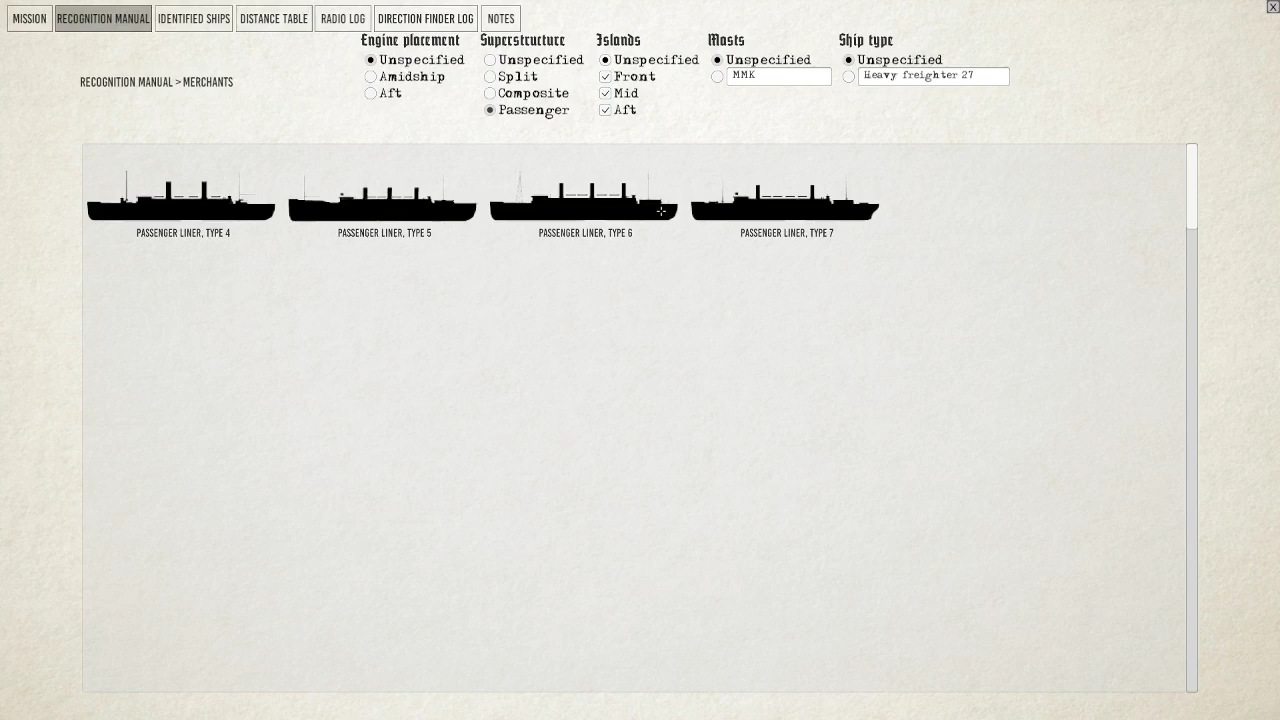 MISSION RECOGNITION MANUAL IDENTIFIED SHIPS DISTANCE TABLE RADIO LOG DIRECTION FINDER LOG NOTES X
Engine placement Superstructure Islands Masts Ship type
Unspecified Unspecified Unspecified Unspecified Unspecified
Amidship Split Front MMK Heavy freighter 27
RECOGNITION MANUAL > MERCHANTS
Aft Composite Mid
Passenger Aft
PASSENGER LINER, TYPE 4 PASSENGER LINER, TYPE 5 PASSENGER LINER, TYPE 6 PASSENGER LINER, TYPE 7